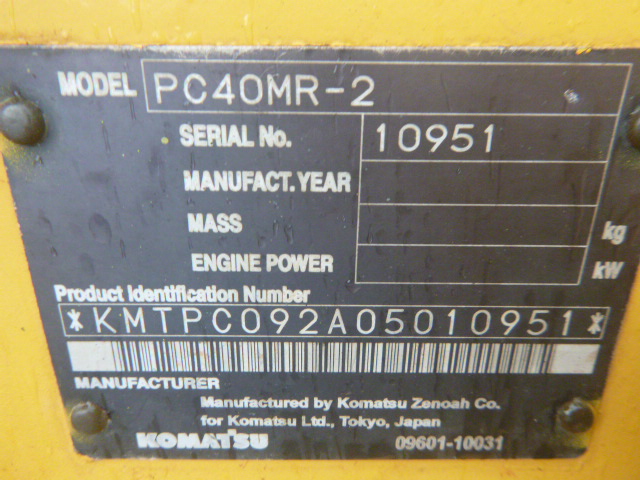 MODEL PC40MR-2
SERIAL No. 10951
MANUFACT. YEAR
MASS kg
ENGINE POWER kW
Product Identification Number
*KMTPC092A05010951*
MANUFACTURER
Manufactured by Komatsu Zenoah Co.
for Komatsu Ltd., Tokyo, Japan
KOMATSU 09601-10031